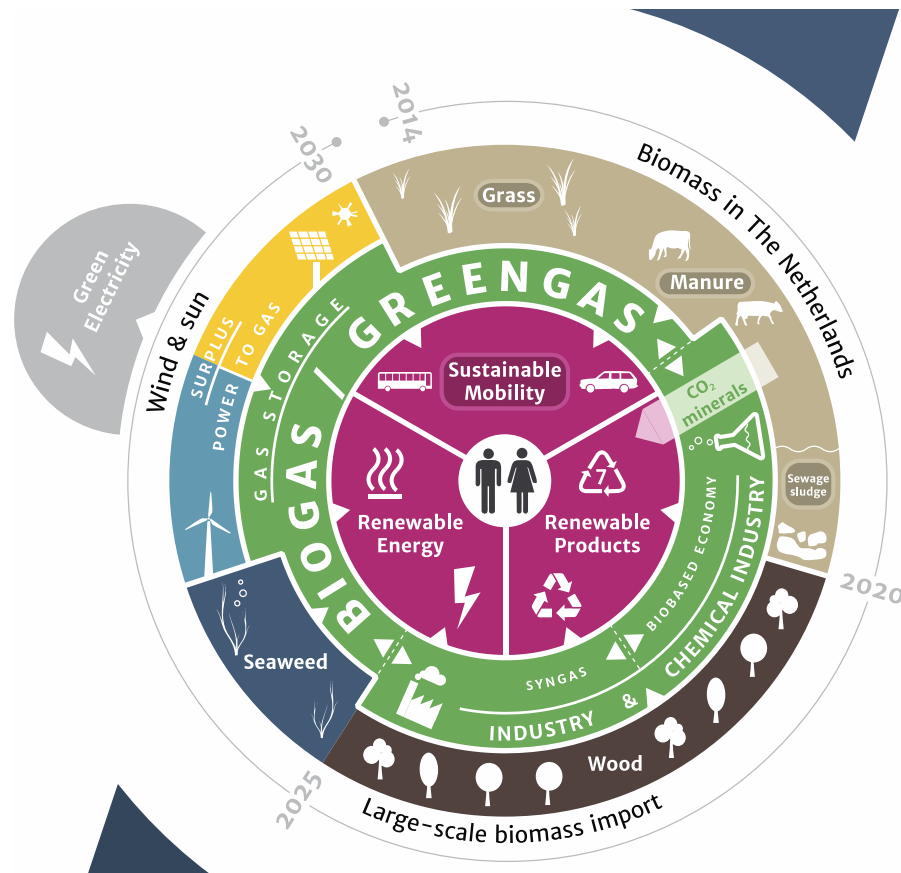 2014
2030
Biomass in The Netherlands
Grass
Manure
Green
Electricity
Wind & sun
SURPLUS
POWER TO GAS
GAS STORAGE
BIOGAS / GREENGAS
Sustainable
Mobility
CO₂
minerals
7
Sewage
sludge
Renewable
Energy
Renewable
Products
BIOBASED ECONOMY
INDUSTRY & CHEMICAL INDUSTRY
SYNGAS
2020
Seaweed
Wood
2025
Large-scale biomass import